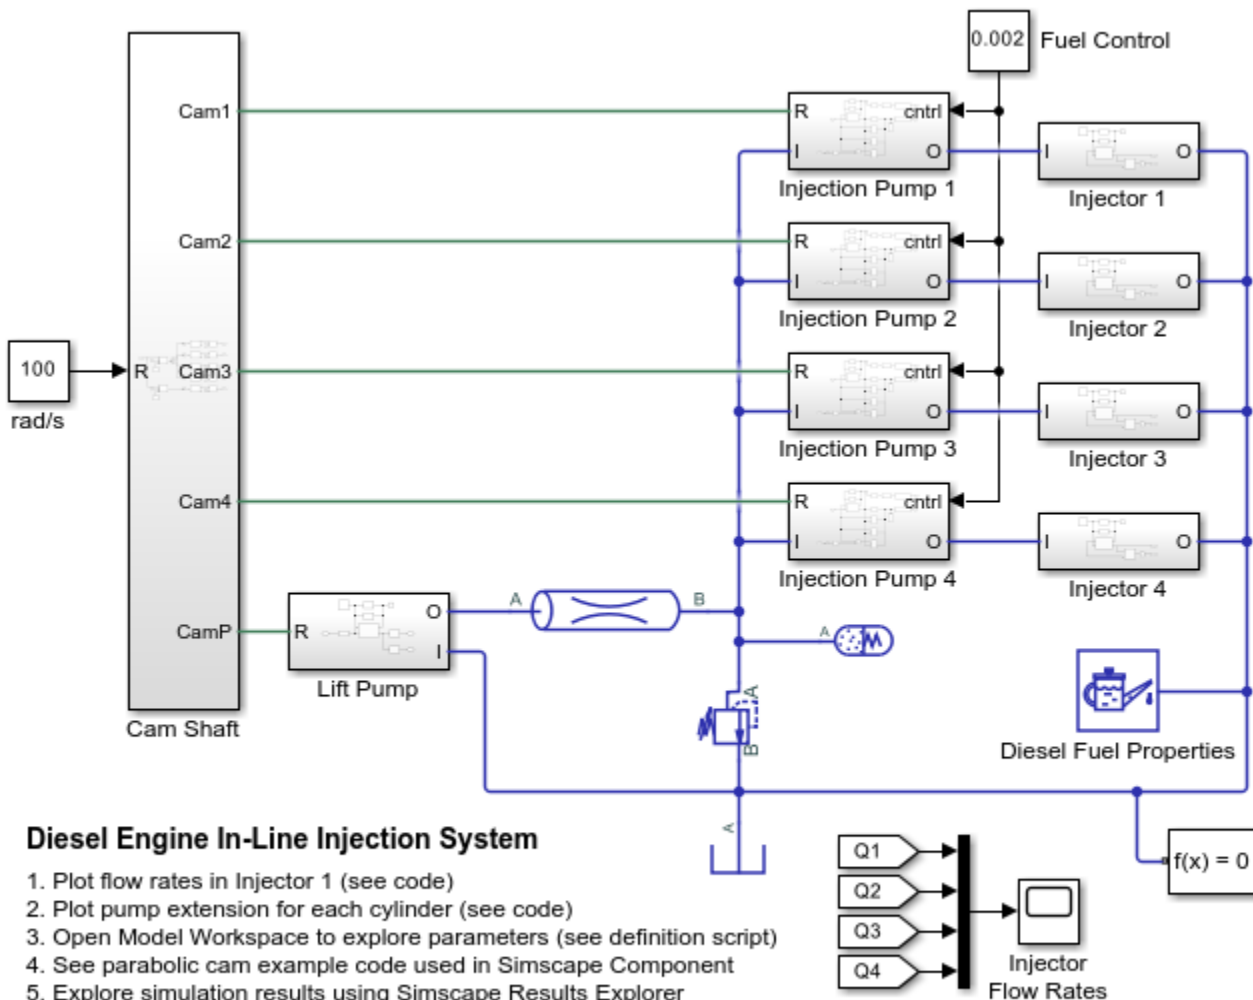 0.002
Fuel Control
Cam1
R
cntrl
I
O
I
O
Injection Pump 1
Injector 1
Cam2
R
cntrl
I
O
I
O
Injection Pump 2
Injector 2
100
rad/s
R
Cam3
R
cntrl
I
O
I
O
Injection Pump 3
Injector 3
Cam4
R
cntrl
I
O
I
O
Injection Pump 4
Injector 4
CamP
R
O
I
Lift Pump
Cam Shaft
A
B
A
A
B
A
Diesel Fuel Properties
f(x) = 0
Diesel Engine In-Line Injection System
1. Plot flow rates in Injector 1 (see code)
2. Plot pump extension for each cylinder (see code)
3. Open Model Workspace to explore parameters (see definition script)
4. See parabolic cam example code used in Simscape Component
5. Explore simulation results using Simscape Results Explorer
Q1
Q2
Q3
Q4
Injector
Flow Rates